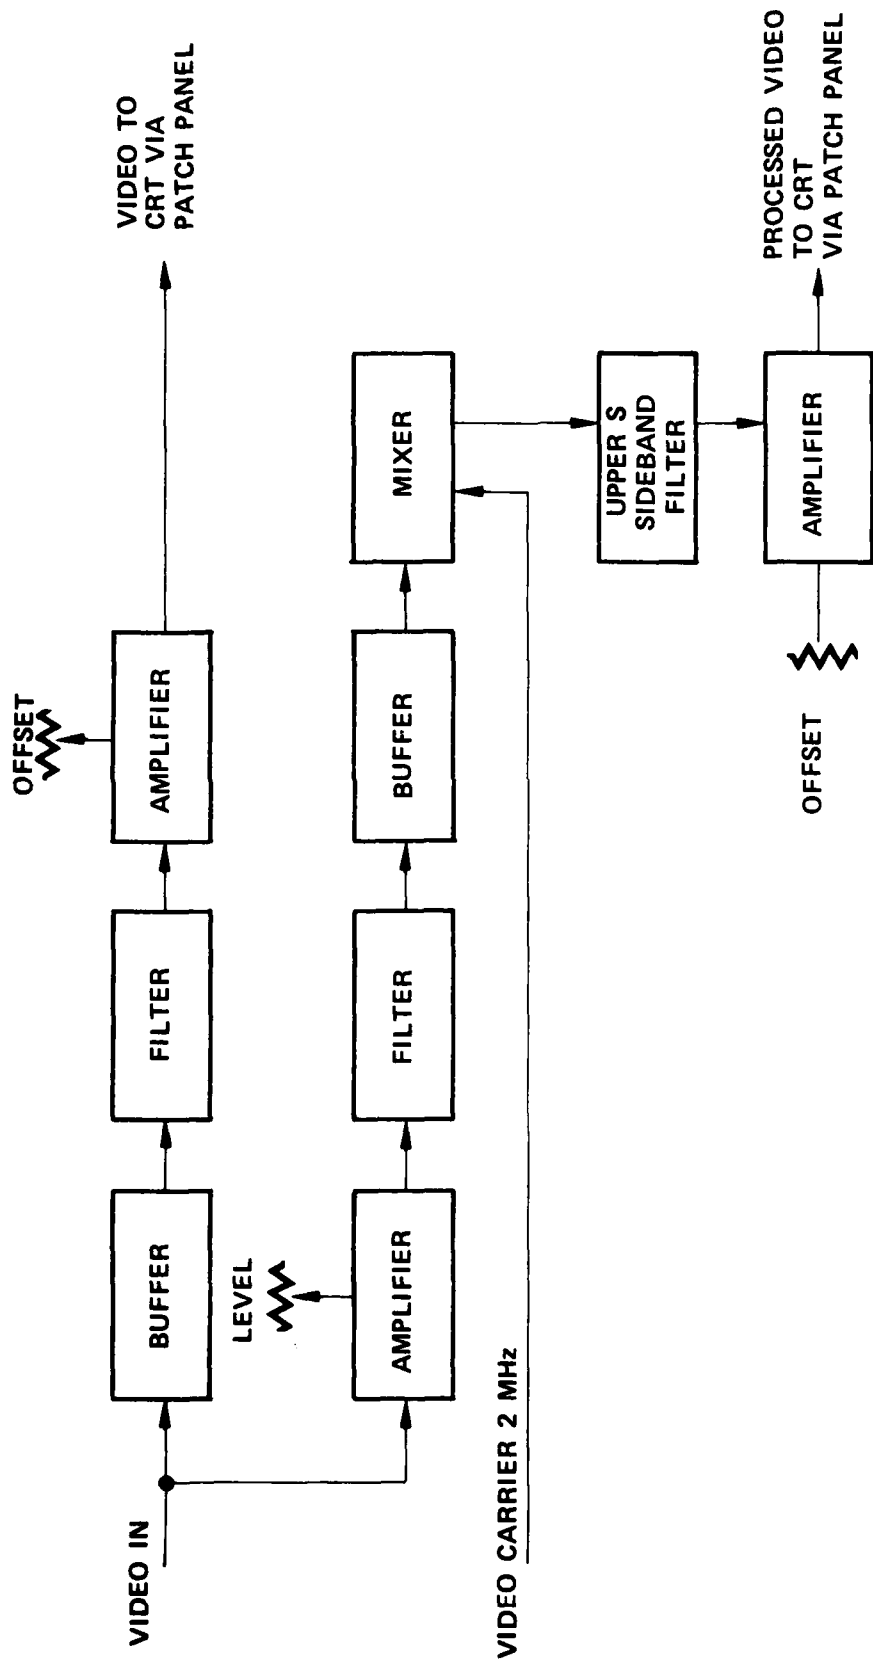 OFFSET
VIDEO IN
BUFFER
FILTER
AMPLIFIER
VIDEO TO
CRT VIA
PATCH PANEL
LEVEL
AMPLIFIER
FILTER
BUFFER
MIXER
VIDEO CARRIER 2 MHz
UPPER S
SIDEBAND
FILTER
OFFSET
AMPLIFIER
PROCESSED VIDEO
TO CRT
VIA PATCH PANEL